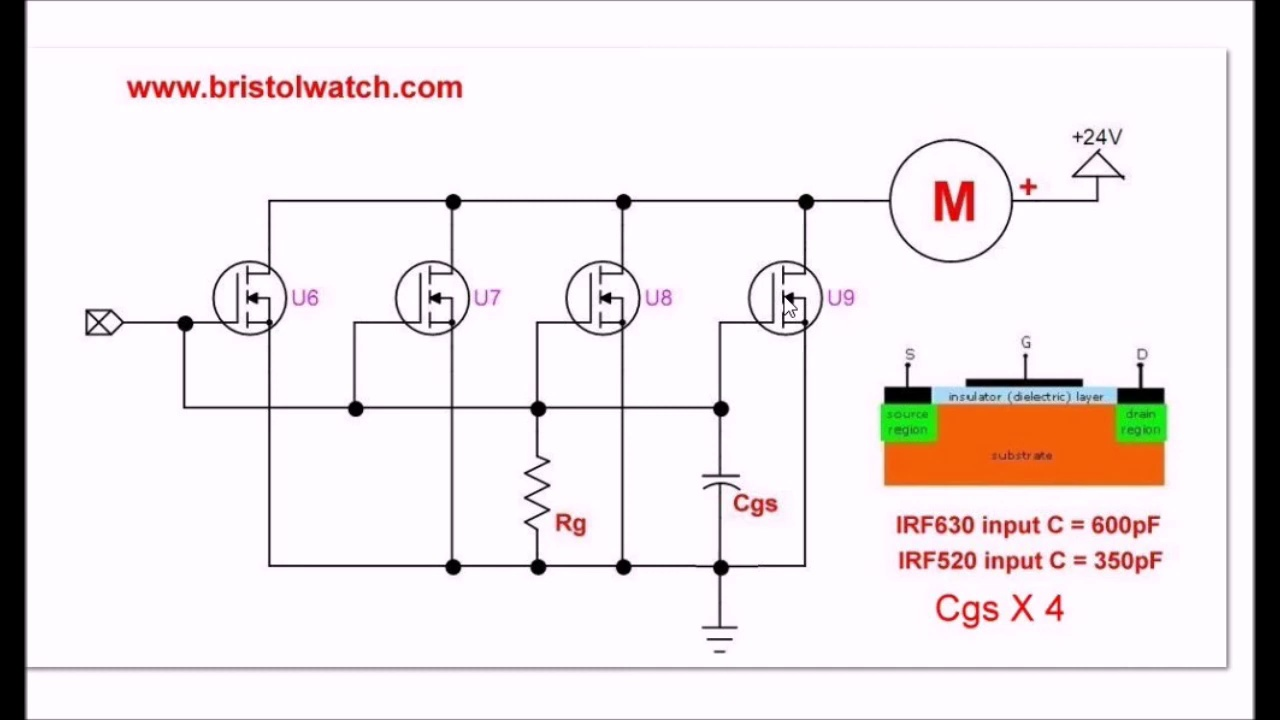 www.bristolwatch.com
+24V
M +
U6
U7
U8
U9
S
G
D
insulator (dielectric) layer
source
region
drain
region
substrate
Rg
Cgs
IRF630 input C = 600pF
IRF520 input C = 350pF
Cgs X 4